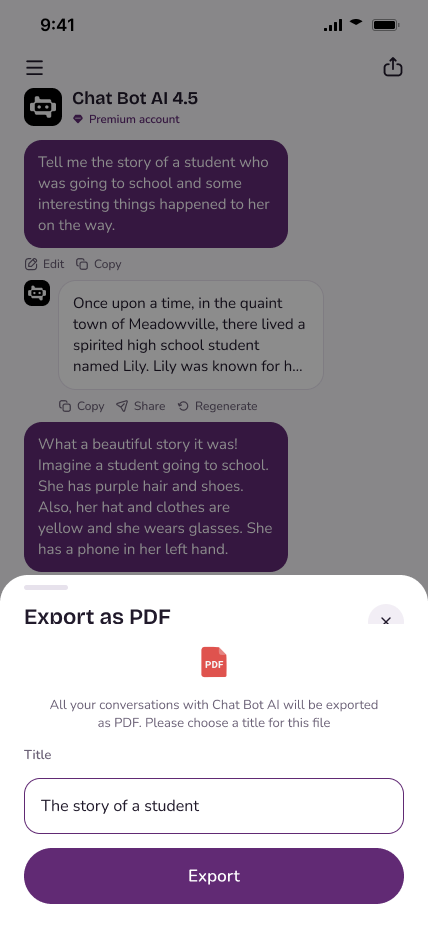 9:41
Chat Bot AI 4.5
Premium account
Tell me the story of a student who
was going to school and some
interesting things happened to her
on the way.
Edit Copy
Once upon a time, in the quaint
town of Meadowville, there lived a
spirited high school student
named Lily. Lily was known for h...
Copy Share Regenerate
What a beautiful story it was!
Imagine a student going to school.
She has purple hair and shoes.
Also, her hat and clothes are
yellow and she wears glasses. She
has a phone in her left hand.
Export as PDF
PDF
All your conversations with Chat Bot AI will be exported
as PDF. Please choose a title for this file
Title
The story of a student
Export